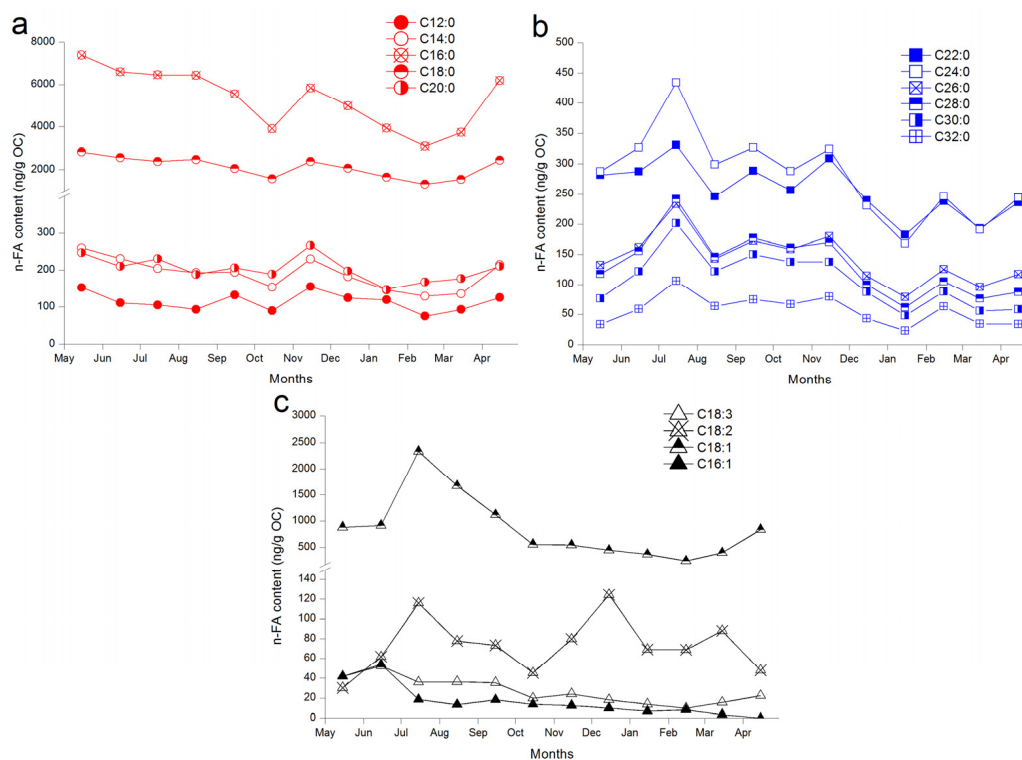 a
C12:0
C14:0
C16:0
C18:0
C20:0
n-FA content (ng/g OC)
8000
6000
4000
2000
300
200
100
0
May Jun Jul Aug Sep Oct Nov Dec Jan Feb Mar Apr
Months
b
C22:0
C24:0
C26:0
C28:0
C30:0
C32:0
n-FA content (ng/g OC)
500
450
400
350
300
250
200
150
100
50
0
May Jun Jul Aug Sep Oct Nov Dec Jan Feb Mar Apr
Months
c
C18:3
C18:2
C18:1
C16:1
n-FA content (ng/g OC)
3000
2500
2000
1500
1000
500
140
120
100
80
60
40
20
0
May Jun Jul Aug Sep Oct Nov Dec Jan Feb Mar Apr
Months